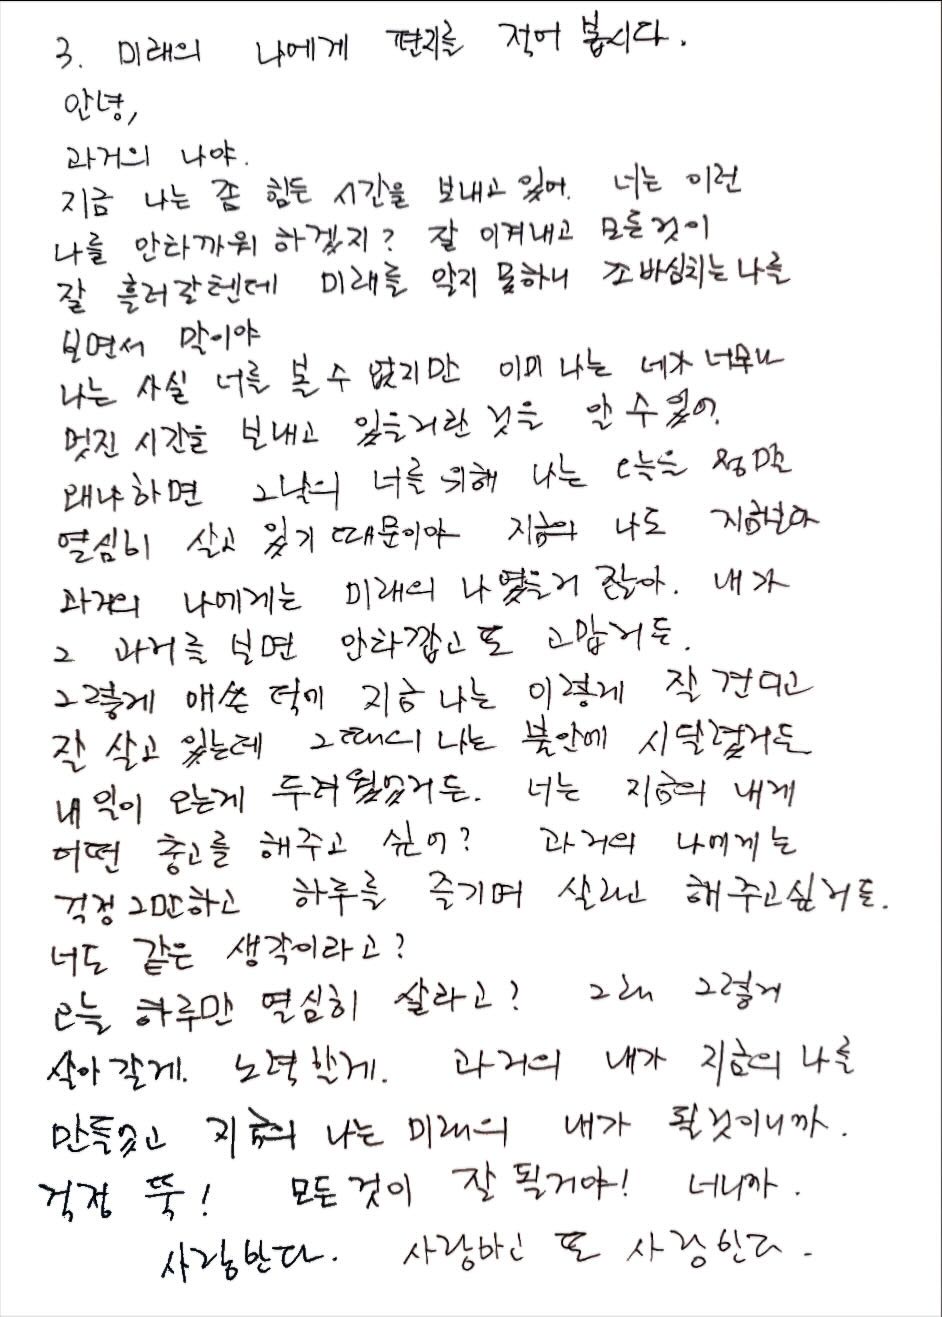 3. 미래의 나에게 편지를 적어 봅시다.
안녕,
과거의 나야.
지금 나는 좀 힘든 시간을 보내고 있어. 너는 이런
나를 안타까워 하겠지? 잘 이겨내고 모든것이
잘 흘러갈텐데 미래를 알지 못하니 조바심치는 나를
보면서 말이야
나는 사실 너를 볼 수 없지만 이미 나는 네가 너무나
멋진 시간을 보내고 있을거란 것을 알 수 있어.
왜냐하면 그날의 너를 위해 나는 오늘을 정말
열심히 살고 있기 때문이야 지금의 나도 지금보다
과거의 나에게는 미래의 나였을거 잖아. 내가
그 과거를 보면 안타깝고 또 고맙거든.
그렇게 애쓴 덕에 지금 나는 이렇게 잘 견디고
잘 살고 있는데 그때의 나는 불안에 시달렸거든
내일이 오는게 두려웠었거든. 너는 지금의 내게
어떤 충고를 해주고 싶어? 과거의 나에게는
걱정 그만하고 하루를 즐기며 살라고 해주고싶거든.
너도 같은 생각이라고?
오늘 하루만 열심히 살라고? 그래 그렇게
살아갈게. 노력할게. 과거의 내가 지금의 나를
만들었고 지금의 나는 미래의 내가 될것이니까.
걱정 뚝! 모든 것이 잘 될거야! 너니까.
사랑한다. 사랑하고 또 사랑한다.